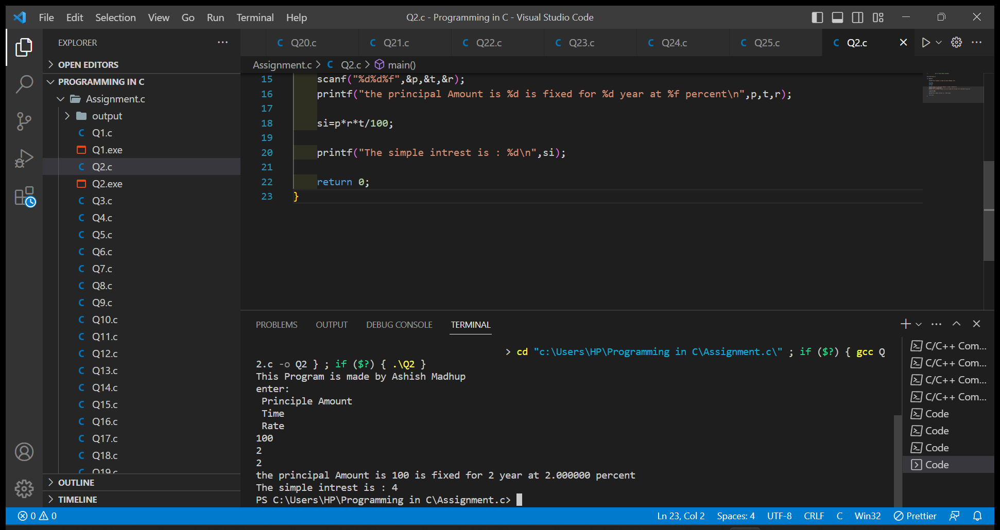 File Edit Selection View Go Run Terminal Help
Q2.c - Programming in C - Visual Studio Code
EXPLORER
OPEN EDITORS
PROGRAMMING IN C
Assignment.c
output
Q1.c
Q1.exe
Q2.c
Q2.exe
Q3.c
Q4.c
Q5.c
Q6.c
Q7.c
Q8.c
Q9.c
Q10.c
Q11.c
Q12.c
Q13.c
Q14.c
Q15.c
Q16.c
Q17.c
Q18.c
Q19.c
OUTLINE
TIMELINE
C Q20.c C Q21.c C Q22.c C Q23.c C Q24.c C Q25.c C Q2.c
Assignment.c > C Q2.c > main()
15 scanf("%d%d%f",&p,&t,&r);
16 printf("the principal Amount is %d is fixed for %d year at %f percent\n",p,t,r);
17
18 si=p*r*t/100;
19
20 printf("The simple intrest is : %d\n",si);
21
22 return 0;
23 }
PROBLEMS OUTPUT DEBUG CONSOLE TERMINAL
> cd "c:\Users\HP\Programming in C\Assignment.c\" ; if ($?) { gcc Q
2.c -o Q2 } ; if ($?) { .\Q2 }
This Program is made by Ashish Madhup
enter:
Principle Amount
Time
Rate
100
2
2
the principal Amount is 100 is fixed for 2 year at 2.000000 percent
The simple intrest is : 4
PS C:\Users\HP\Programming in C\Assignment.c>
C/C++ Com...
C/C++ Com...
C/C++ Com...
C/C++ Com...
Code
Code
Code
Code
0 0
Ln 23, Col 2 Spaces: 4 UTF-8 CRLF C Win32 Prettier